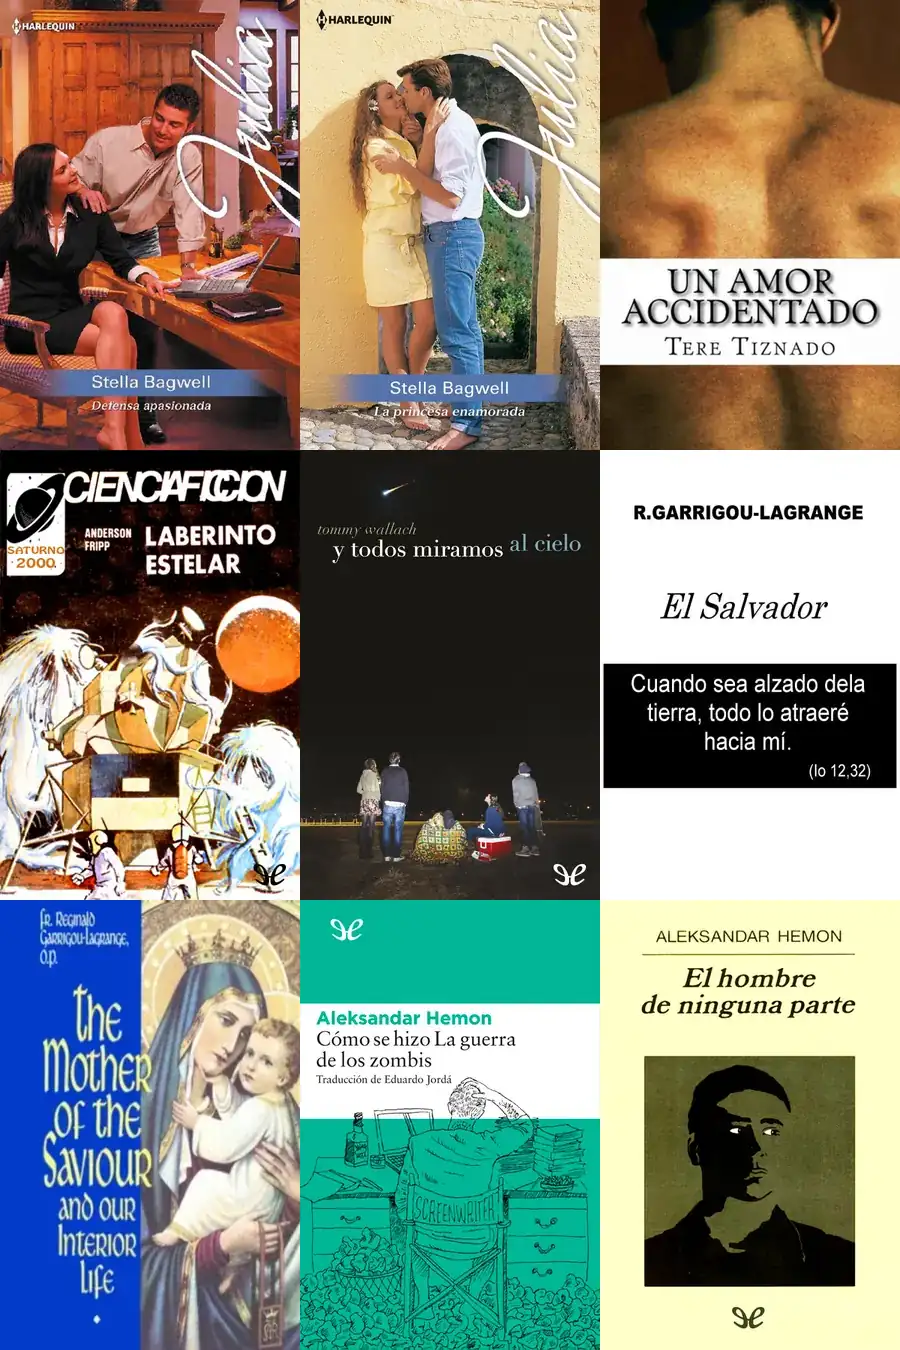 HARLEQUIN
Julia
Stella Bagwell
Defensa apasionada
HARLEQUIN
Julia
Stella Bagwell
La princesa enamorada
UN AMOR
ACCIDENTADO
TERE TIZNADO
CIENCIAFICCION
SATURNO
2000
ANDERSON
FRIPP
LABERINTO
ESTELAR
tommy wallach
y todos miramos al cielo
R.GARRIGOU-LAGRANGE
El Salvador
Cuando sea alzado dela
tierra, todo lo atraeré
hacia mí.
(Io 12,32)
fr. Reginald
Garrigou-Lagrange,
O.P.
the
Mother
of the
Saviour
and our
Interior
life
Aleksandar Hemon
Cómo se hizo La guerra
de los zombis
Traducción de Eduardo Jordá
SCREENWRITER
ALEKSANDAR HEMON
El hombre
de ninguna parte